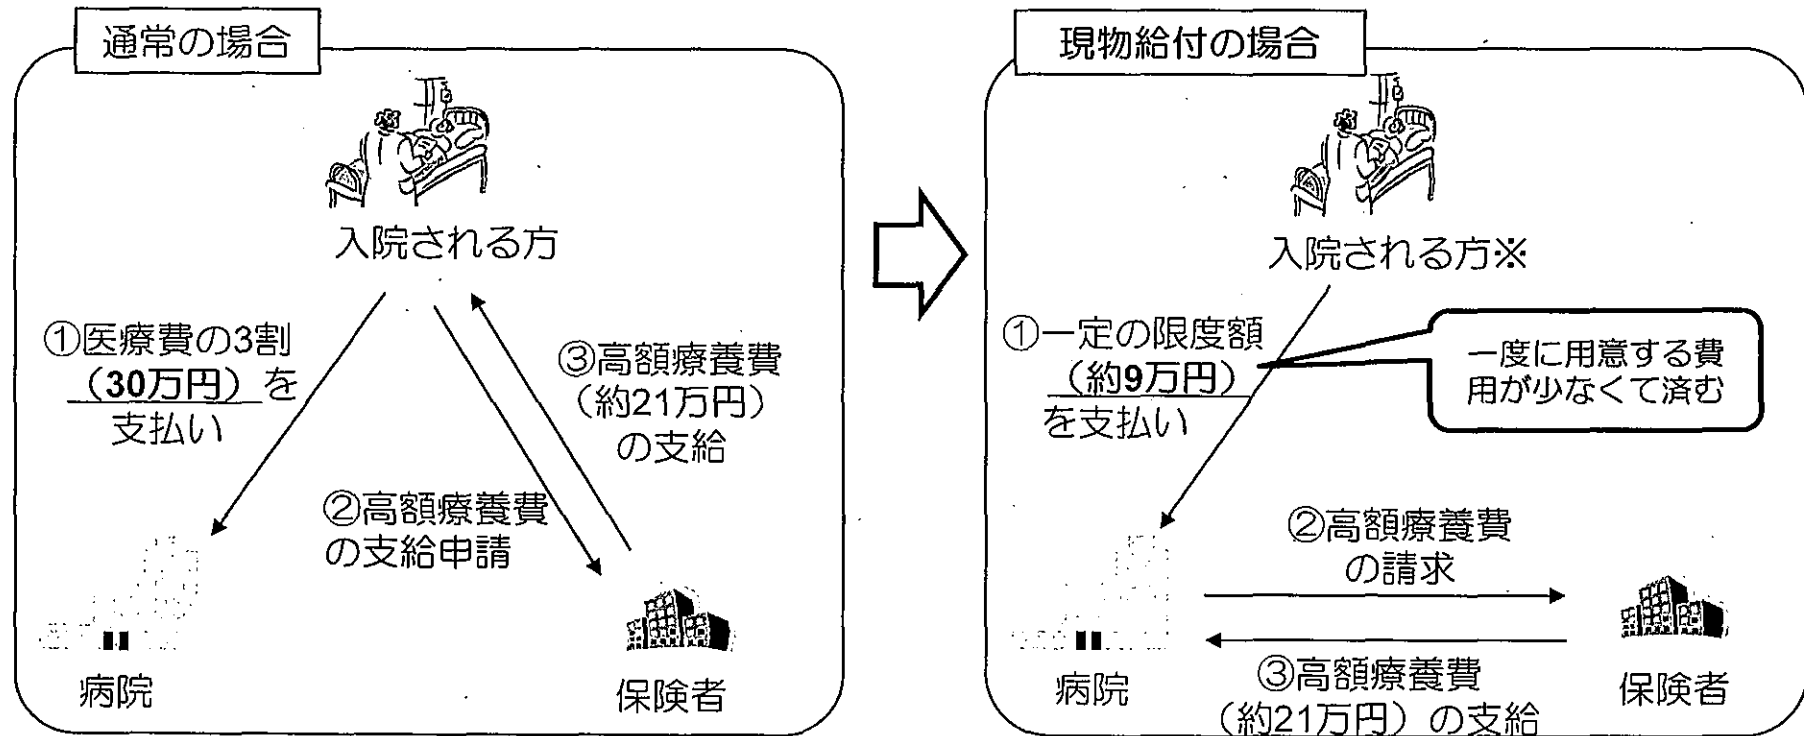 通常の場合
入院される方
①医療費の3割
（30万円）を
支払い
③高額療養費
（約21万円）
の支給
②高額療養費
の支給申請
病院
保険者
現物給付の場合
入院される方※
①一定の限度額
（約9万円）
を支払い
一度に用意する費
用が少なくて済む
②高額療養費
の請求
③高額療養費
（約21万円）の支給
病院
保険者